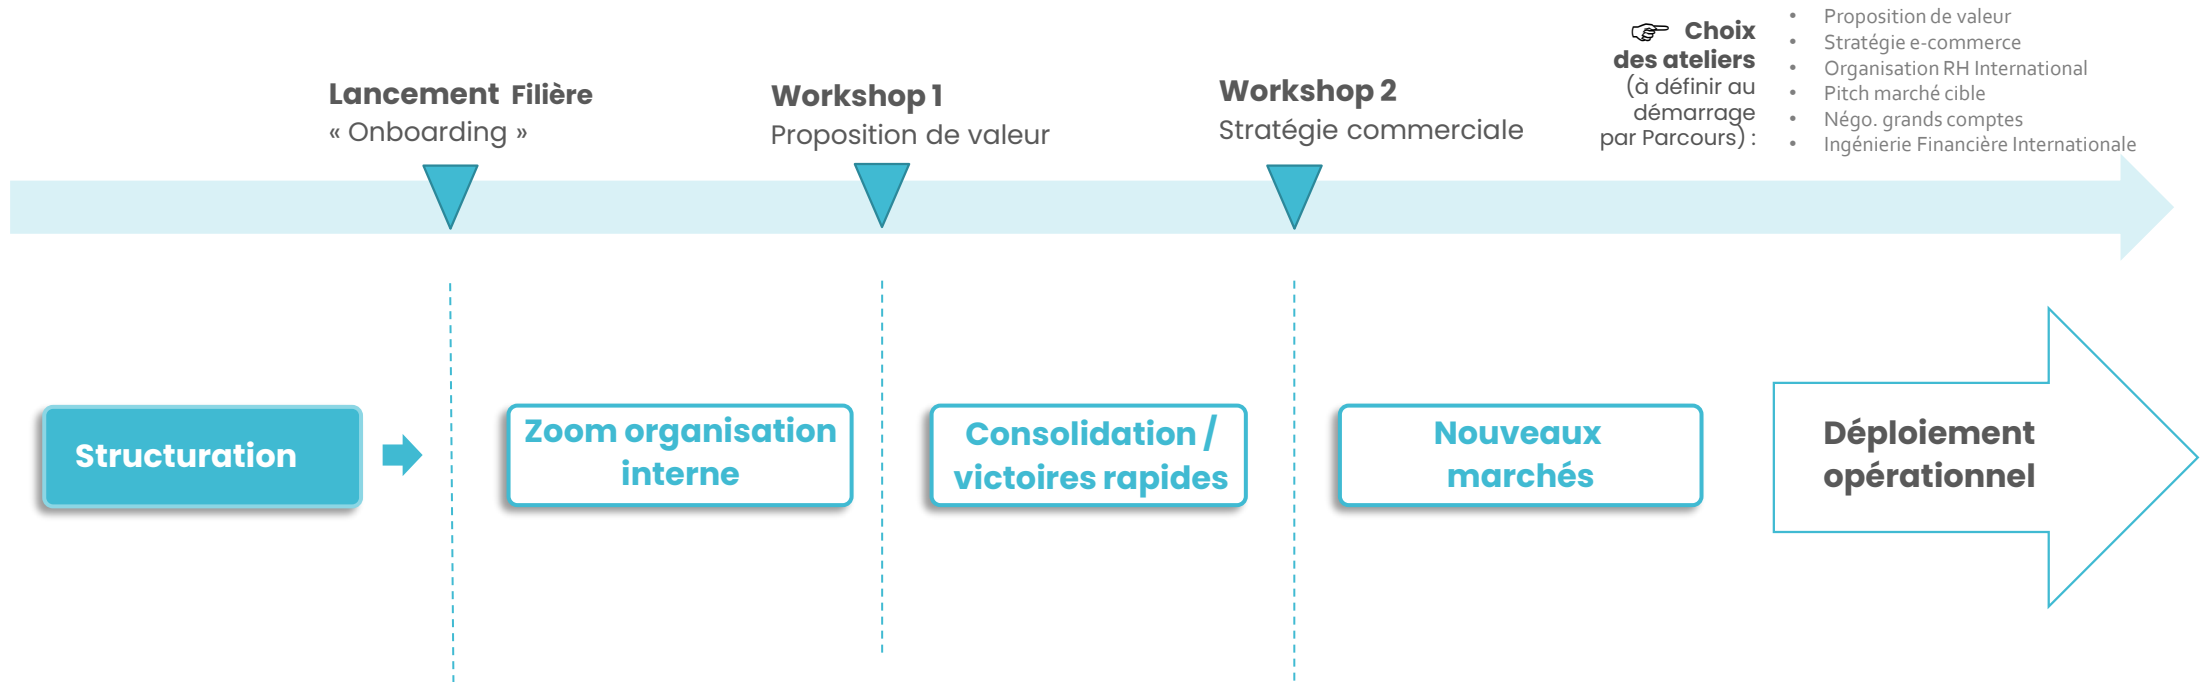 Lancement Filière
« Onboarding »
Workshop 1
Proposition de valeur
Workshop 2
Stratégie commerciale
☞ Choix
des ateliers
(à définir au
démarrage
par Parcours) :
• Proposition de valeur
• Stratégie e-commerce
• Organisation RH International
• Pitch marché cible
• Négo. grands comptes
• Ingénierie Financière Internationale
Structuration
Zoom organisation
interne
Consolidation /
victoires rapides
Nouveaux
marchés
Déploiement
opérationnel